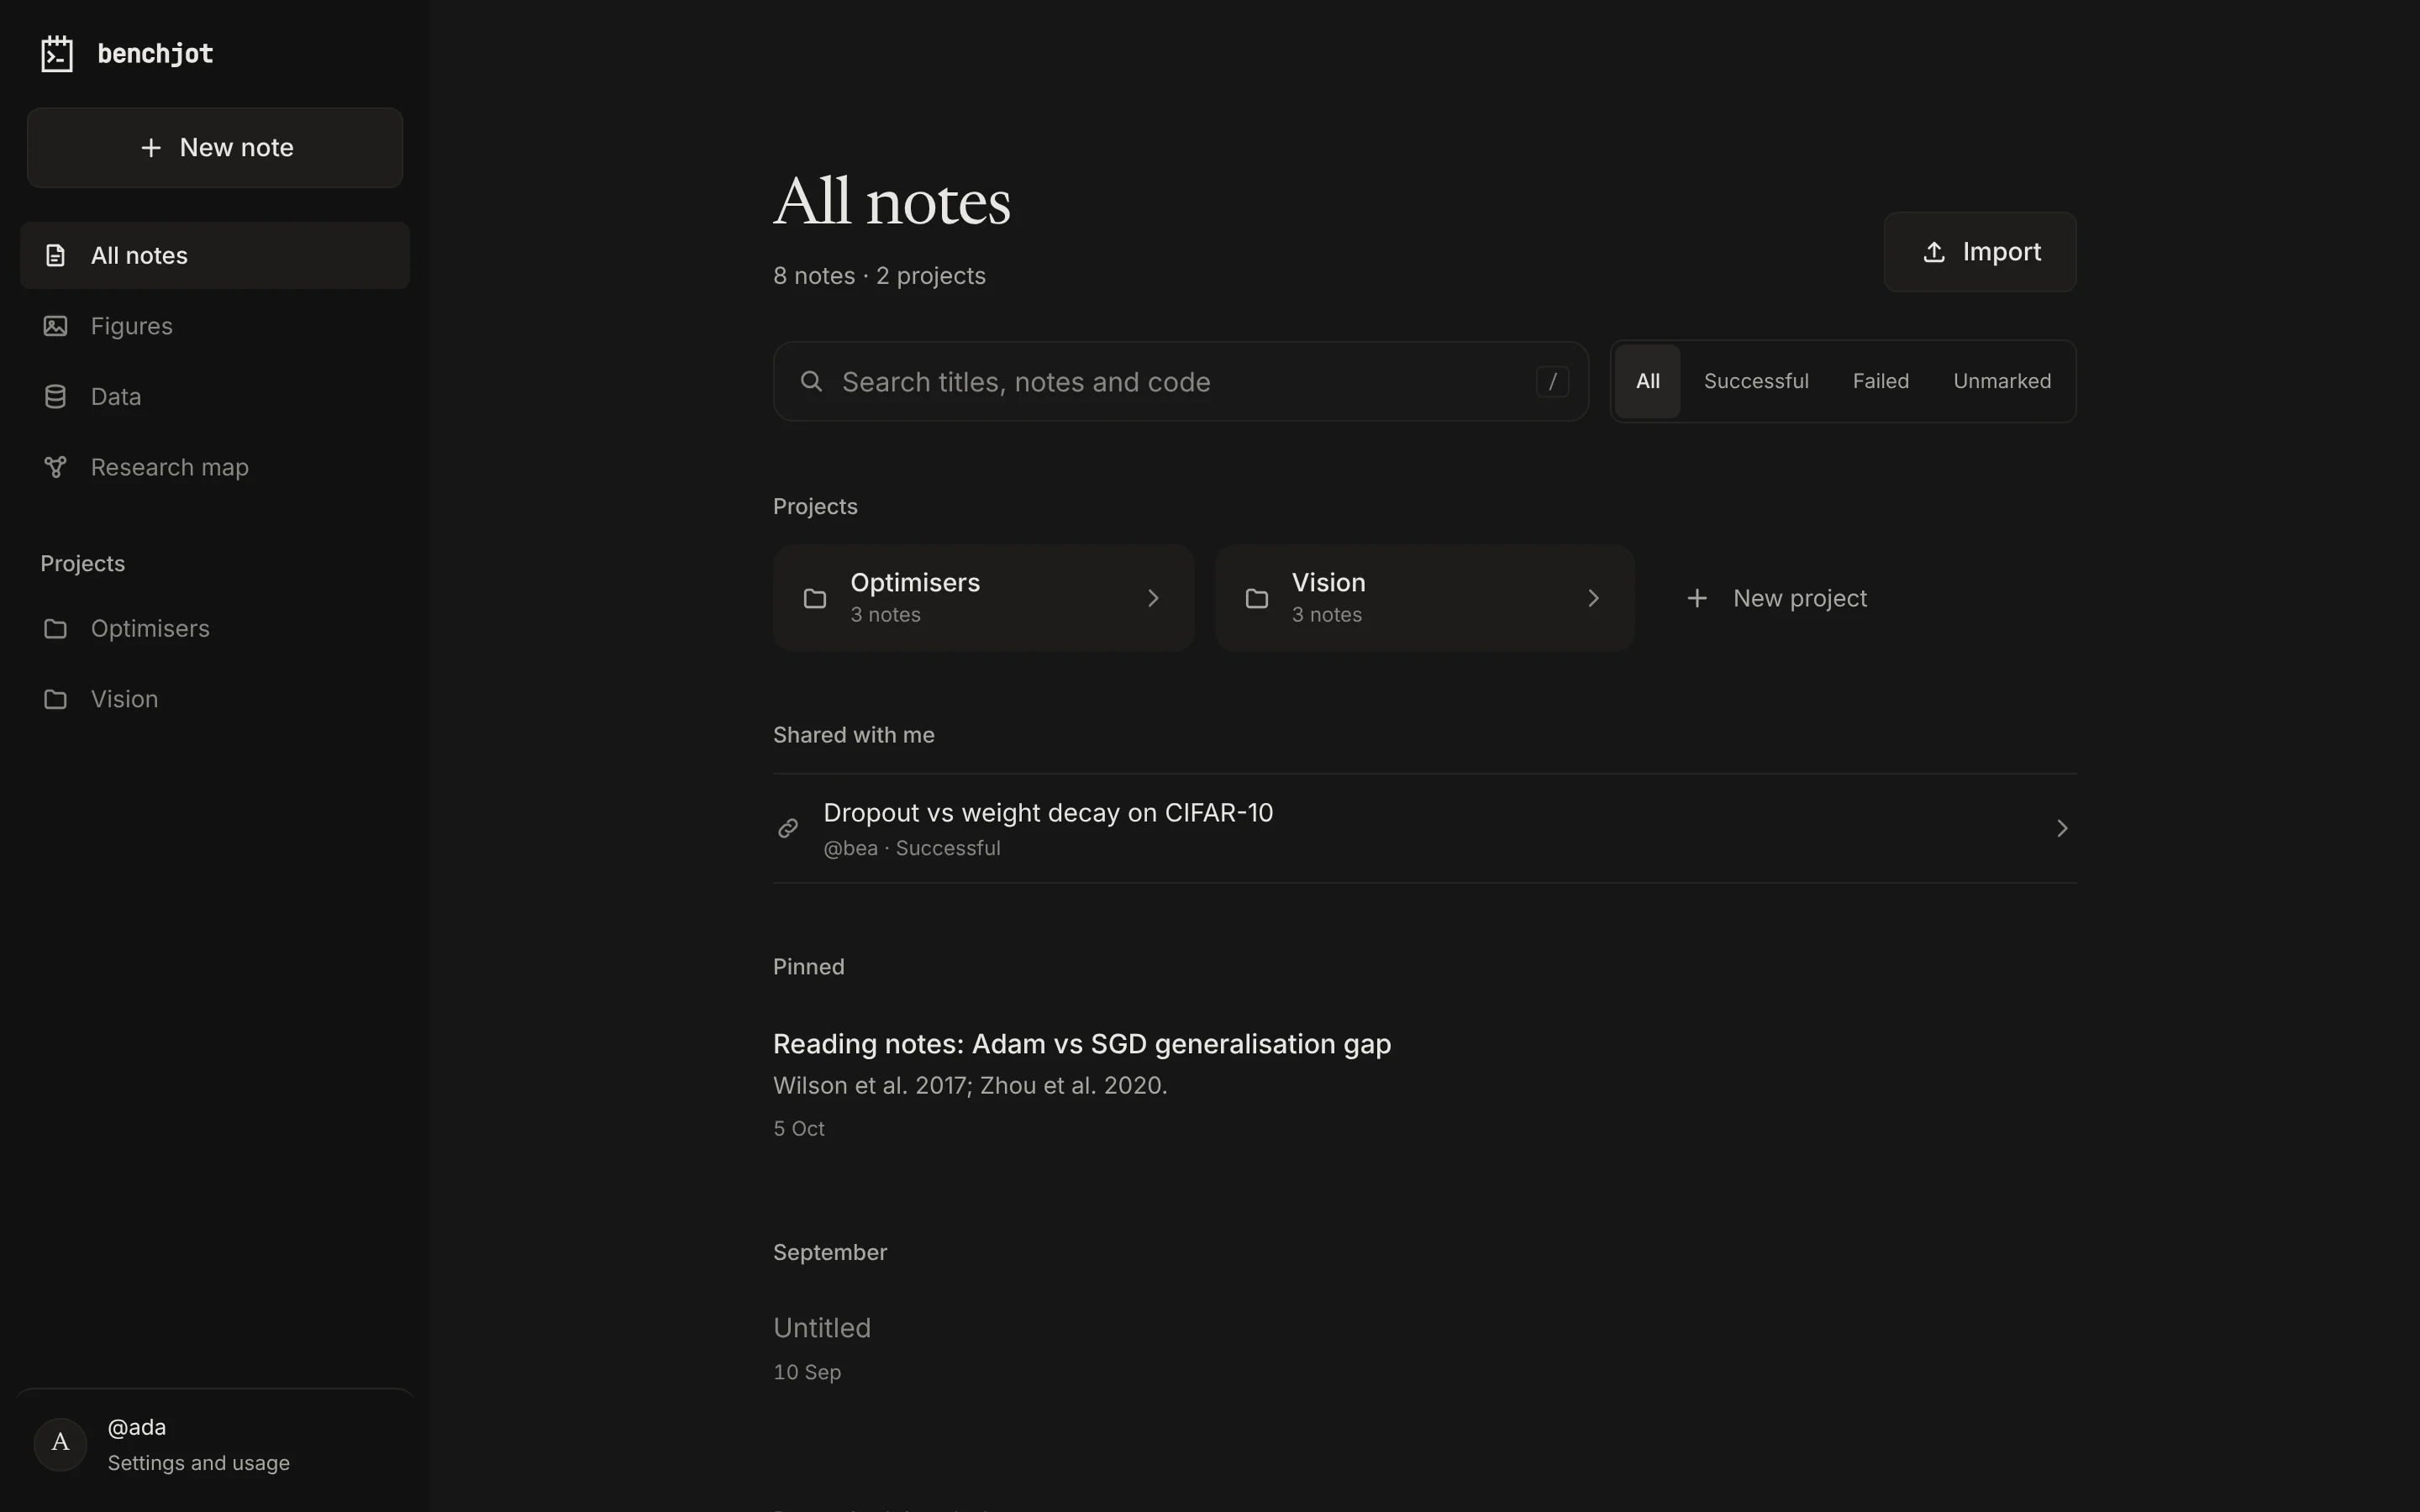 benchjot
New note
All notes
Figures
Data
Research map
Projects
Optimisers
Vision
@ada
A
Settings and usage
All notes
8 notes · 2 projects
Import
Search titles, notes and code
/
All
Successful
Failed
Unmarked
Projects
Optimisers
3 notes
Vision
3 notes
New project
Shared with me
Dropout vs weight decay on CIFAR-10
@bea · Successful
Pinned
Reading notes: Adam vs SGD generalisation gap
Wilson et al. 2017; Zhou et al. 2020.
5 Oct
September
Untitled
10 Sep